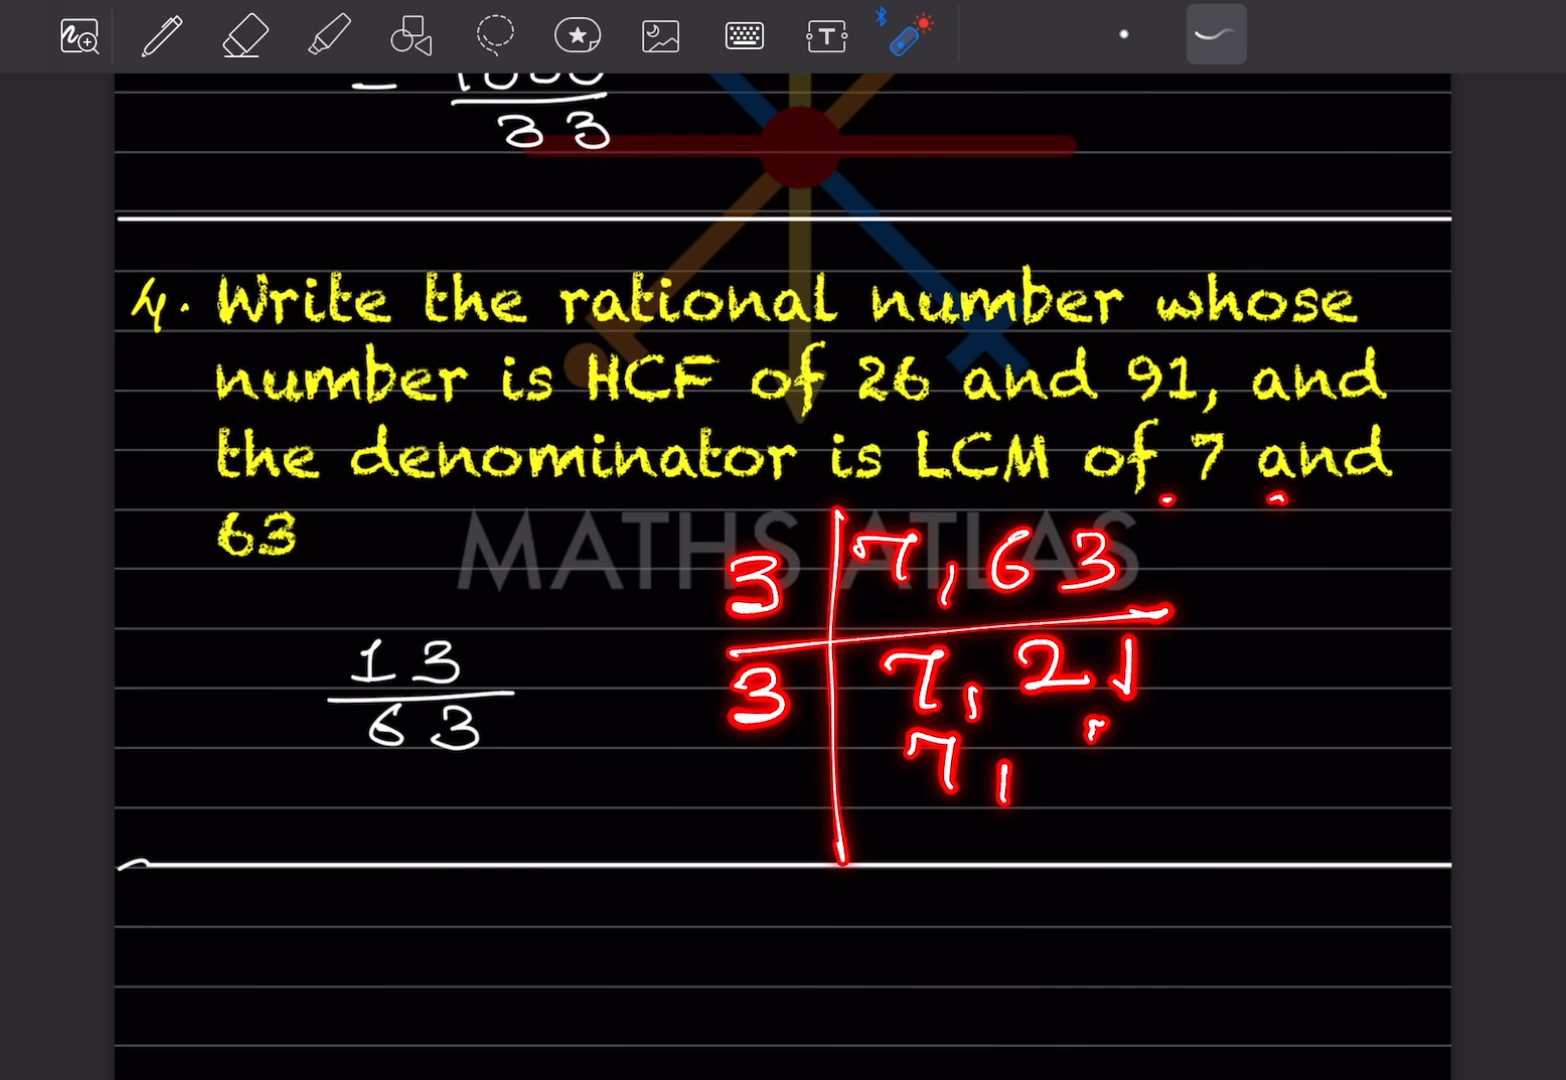 33
4. Write the rational number whose
number is HCF of 26 and 91, and
the denominator is LCM of 7 and
63
MATHS ATLAS
3 7, 63
13
63
3 7, 21
7,